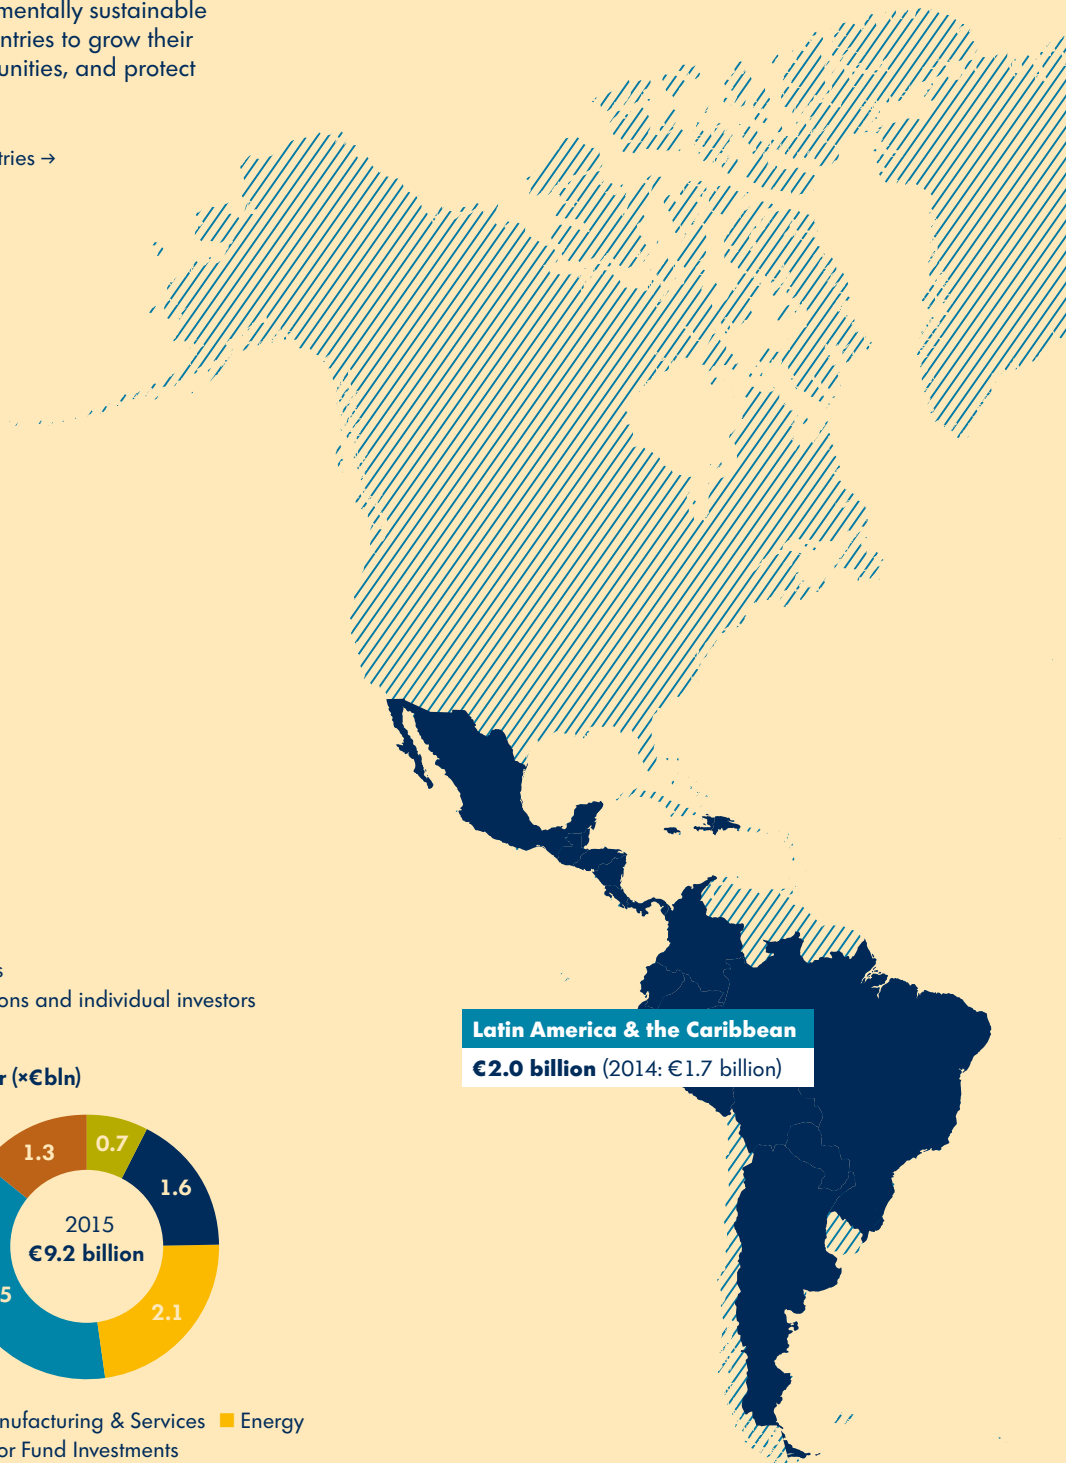 mentally sustainable
ntries to grow their
unities, and protect
tries →
s
ons and individual investors
Latin America & the Caribbean
€2.0 billion (2014: €1.7 billion)
r (×€bln)
1.3
0.7
1.6
2015
€9.2 billion
5
2.1
nufacturing & Services
Energy
or Fund Investments